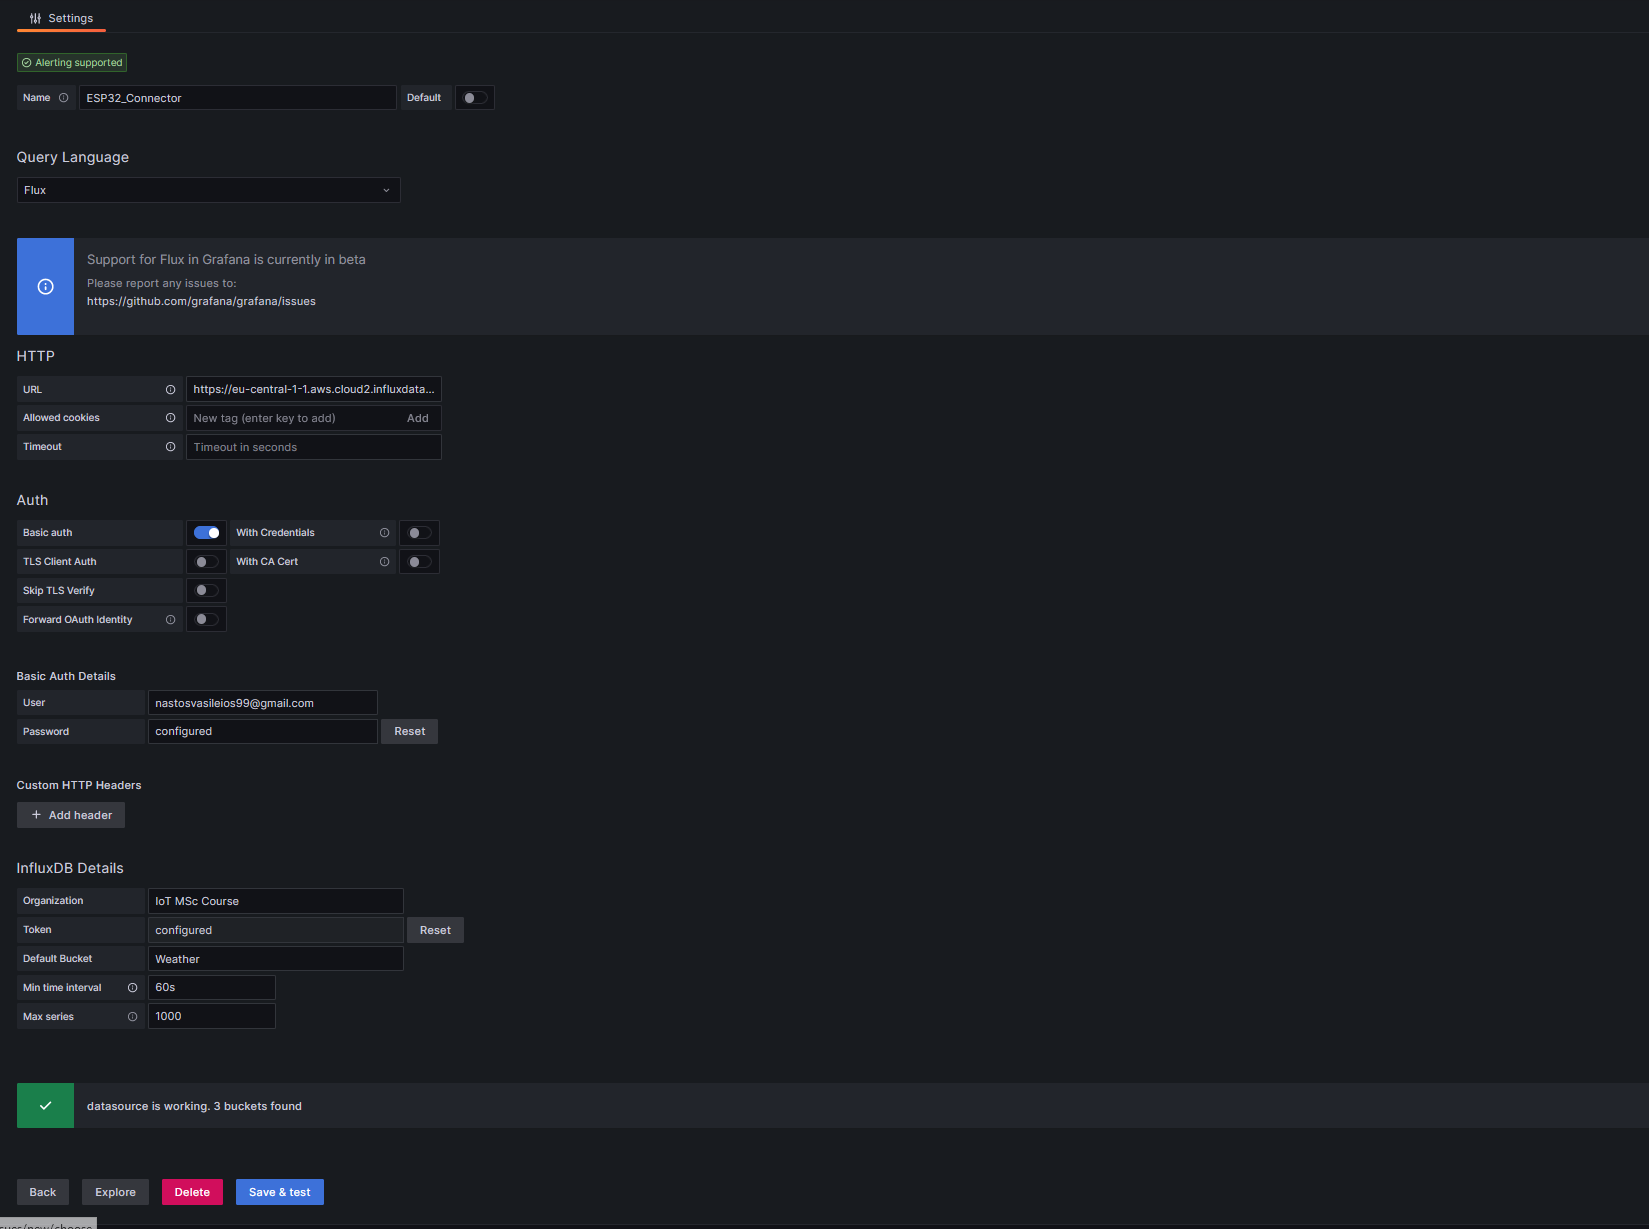 Settings
Alerting supported
Name ESP32_Connector Default
Query Language
Flux
Support for Flux in Grafana is currently in beta
Please report any issues to:
https://github.com/grafana/grafana/issues
HTTP
URL https://eu-central-1-1.aws.cloud2.influxdata...
Allowed cookies New tag (enter key to add) Add
Timeout Timeout in seconds
Auth
Basic auth With Credentials
TLS Client Auth With CA Cert
Skip TLS Verify
Forward OAuth Identity
Basic Auth Details
User nastosvasileios99@gmail.com
Password configured Reset
Custom HTTP Headers
+ Add header
InfluxDB Details
Organization IoT MSc Course
Token configured Reset
Default Bucket Weather
Min time interval 60s
Max series 1000
datasource is working. 3 buckets found
Back Explore Delete Save & test